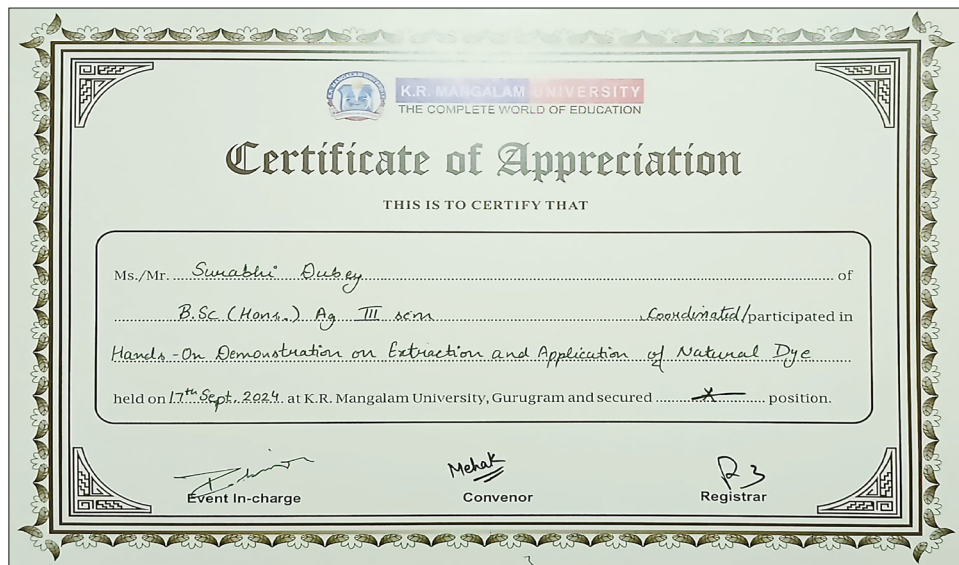 K.R. MANGALAM UNIVERSITY
THE COMPLETE WORLD OF EDUCATION
Certificate of Appreciation
THIS IS TO CERTIFY THAT
Ms./Mr. Surabhi Dubey of
B.Sc (Hons.) Ag III sem Coordinated/participated in
Hands-On Demonstration on Extraction and Application of Natural Dye
held on 17th Sept, 2024 at K.R. Mangalam University, Gurugram and secured x position.
Mehak
Event In-charge Convenor Registrar